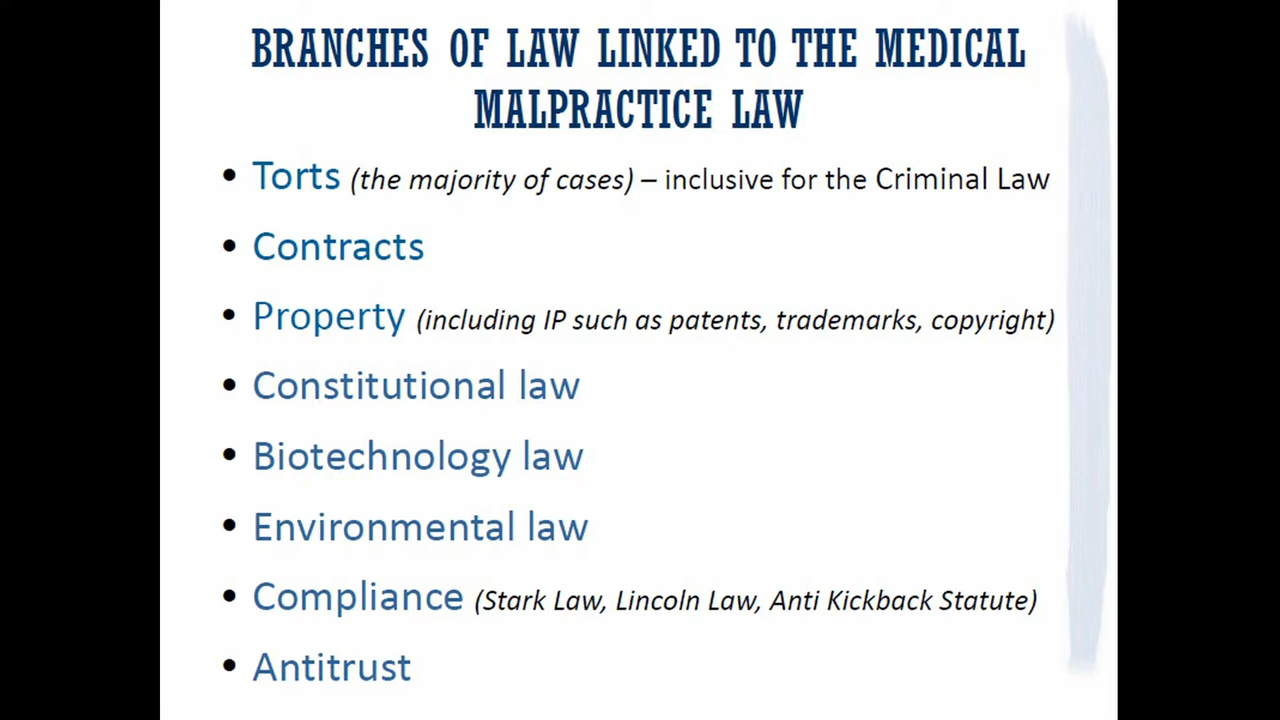 BRANCHES OF LAW LINKED TO THE MEDICAL
MALPRACTICE LAW
• Torts (the majority of cases) – inclusive for the Criminal Law
• Contracts
• Property (including IP such as patents, trademarks, copyright)
• Constitutional law
• Biotechnology law
• Environmental law
• Compliance (Stark Law, Lincoln Law, Anti Kickback Statute)
• Antitrust